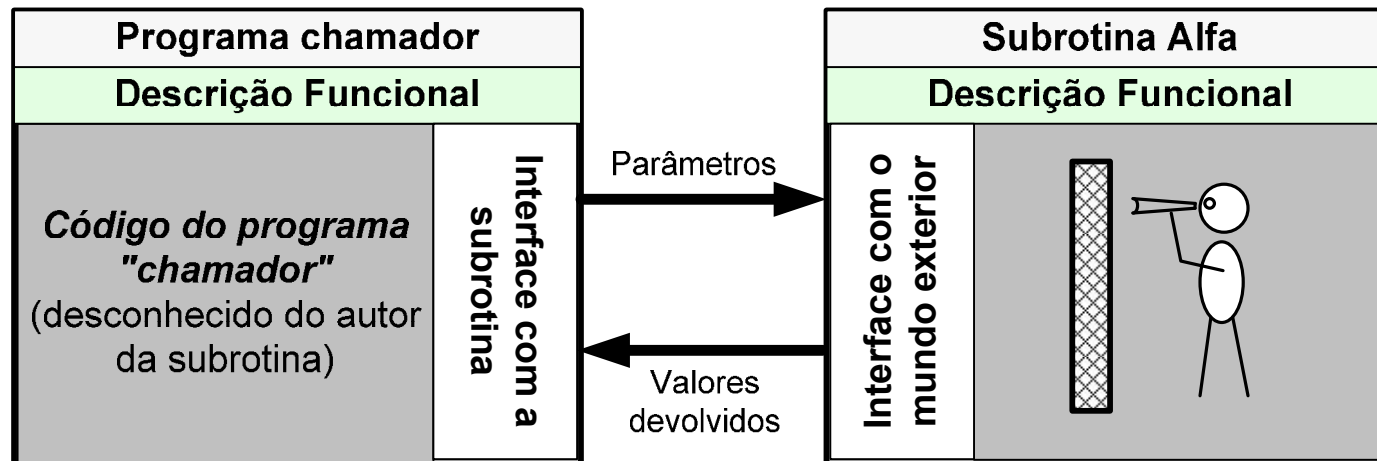 Programa chamador
Descrição Funcional
Código do programa
"chamador"
(desconhecido do autor
da subrotina)
Interface com a
subrotina
Parâmetros
Valores
devolvidos
Subrotina Alfa
Descrição Funcional
Interface com o
mundo exterior